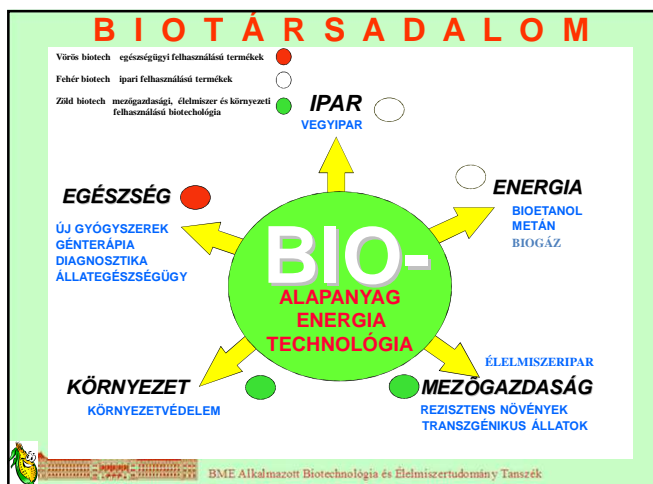 BIOTÁRSADALOM
Vörös biotech egészségügyi felhasználású termékek
Fehér biotech ipari felhasználású termékek
Zöld biotech mezőgazdasági, élelmiszer és környezeti
felhasználású biotechnológia
IPAR
VEGYIPAR
EGÉSZSÉG
ÚJ GYÓGYSZEREK
GÉNTERÁPIA
DIAGNOSZTIKA
ÁLLATEGÉSZSÉGÜGY
ENERGIA
BIOETANOL
METÁN
BIOGÁZ
BIO-
ALAPANYAG
ENERGIA
TECHNOLÓGIA
KÖRNYEZET
KÖRNYEZETVÉDELEM
ÉLELMISZERIPAR
MEZŐGAZDASÁG
REZISZTENS NÖVÉNYEK
TRANSZGÉNIKUS ÁLLATOK
BME Alkalmazott Biotechnológia és Élelmiszertudomány Tanszék